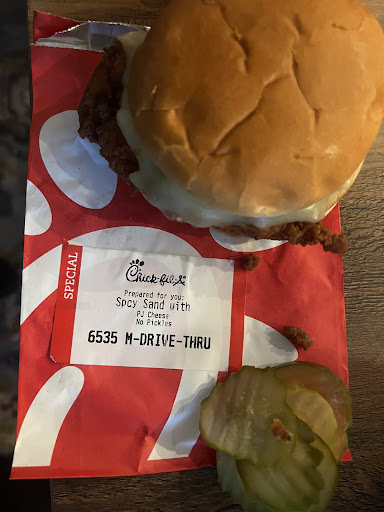 SPECIAL
Chick-fil-A
Prepared for you:
Spcy Sand with
PJ Cheese
No Pickles
6535 M-DRIVE-THRU